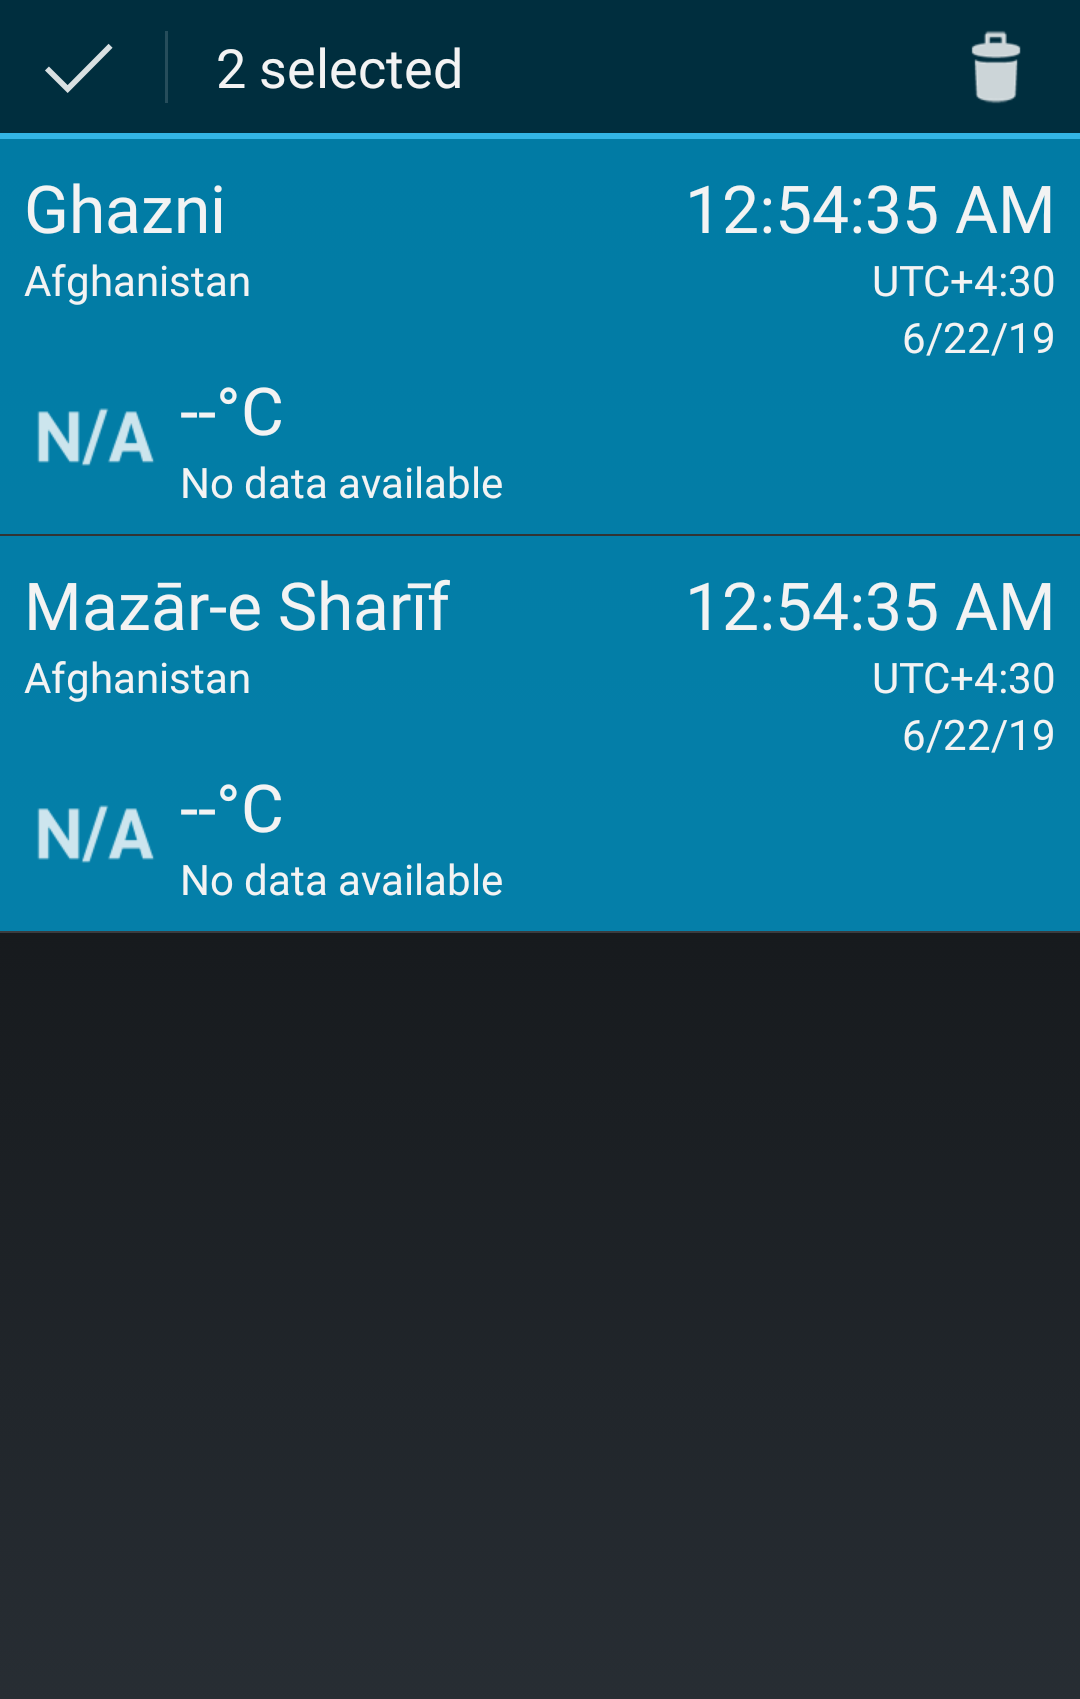 2 selected
Ghazni 12:54:35 AM
Afghanistan UTC+4:30
6/22/19
N/A --°C
No data available
Mazār-e Sharīf 12:54:35 AM
Afghanistan UTC+4:30
6/22/19
N/A --°C
No data available